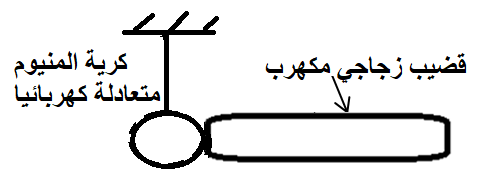 قضيب زجاجي مكهرب
كرية المنيوم
متعادلة كهربائيا